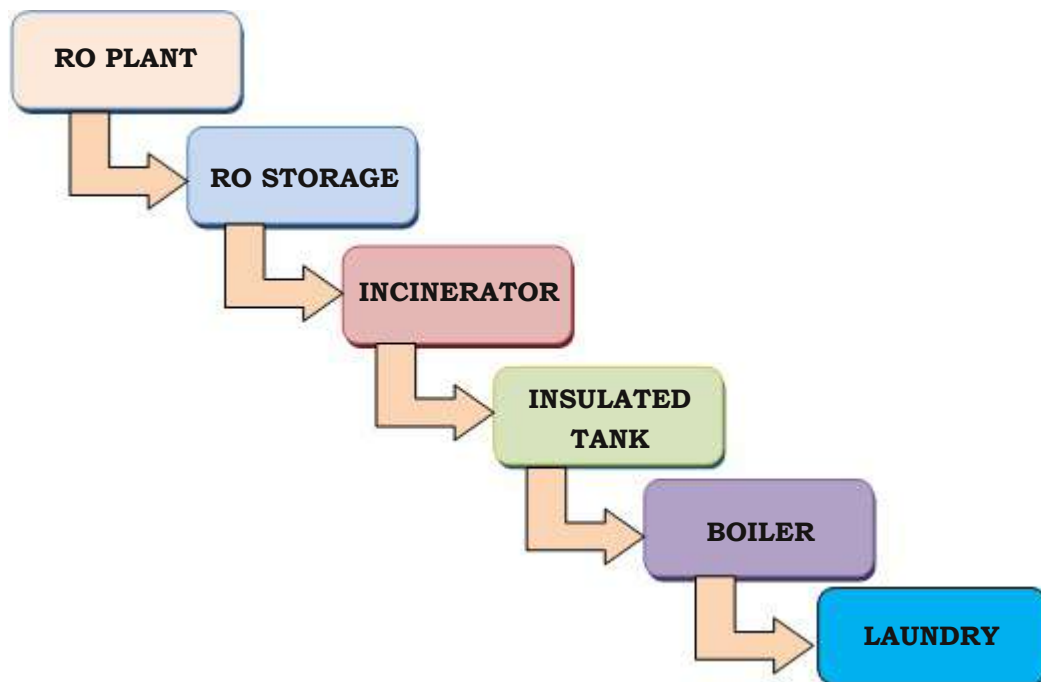 RO PLANT
RO STORAGE
INCINERATOR
INSULATED
TANK
BOILER
LAUNDRY